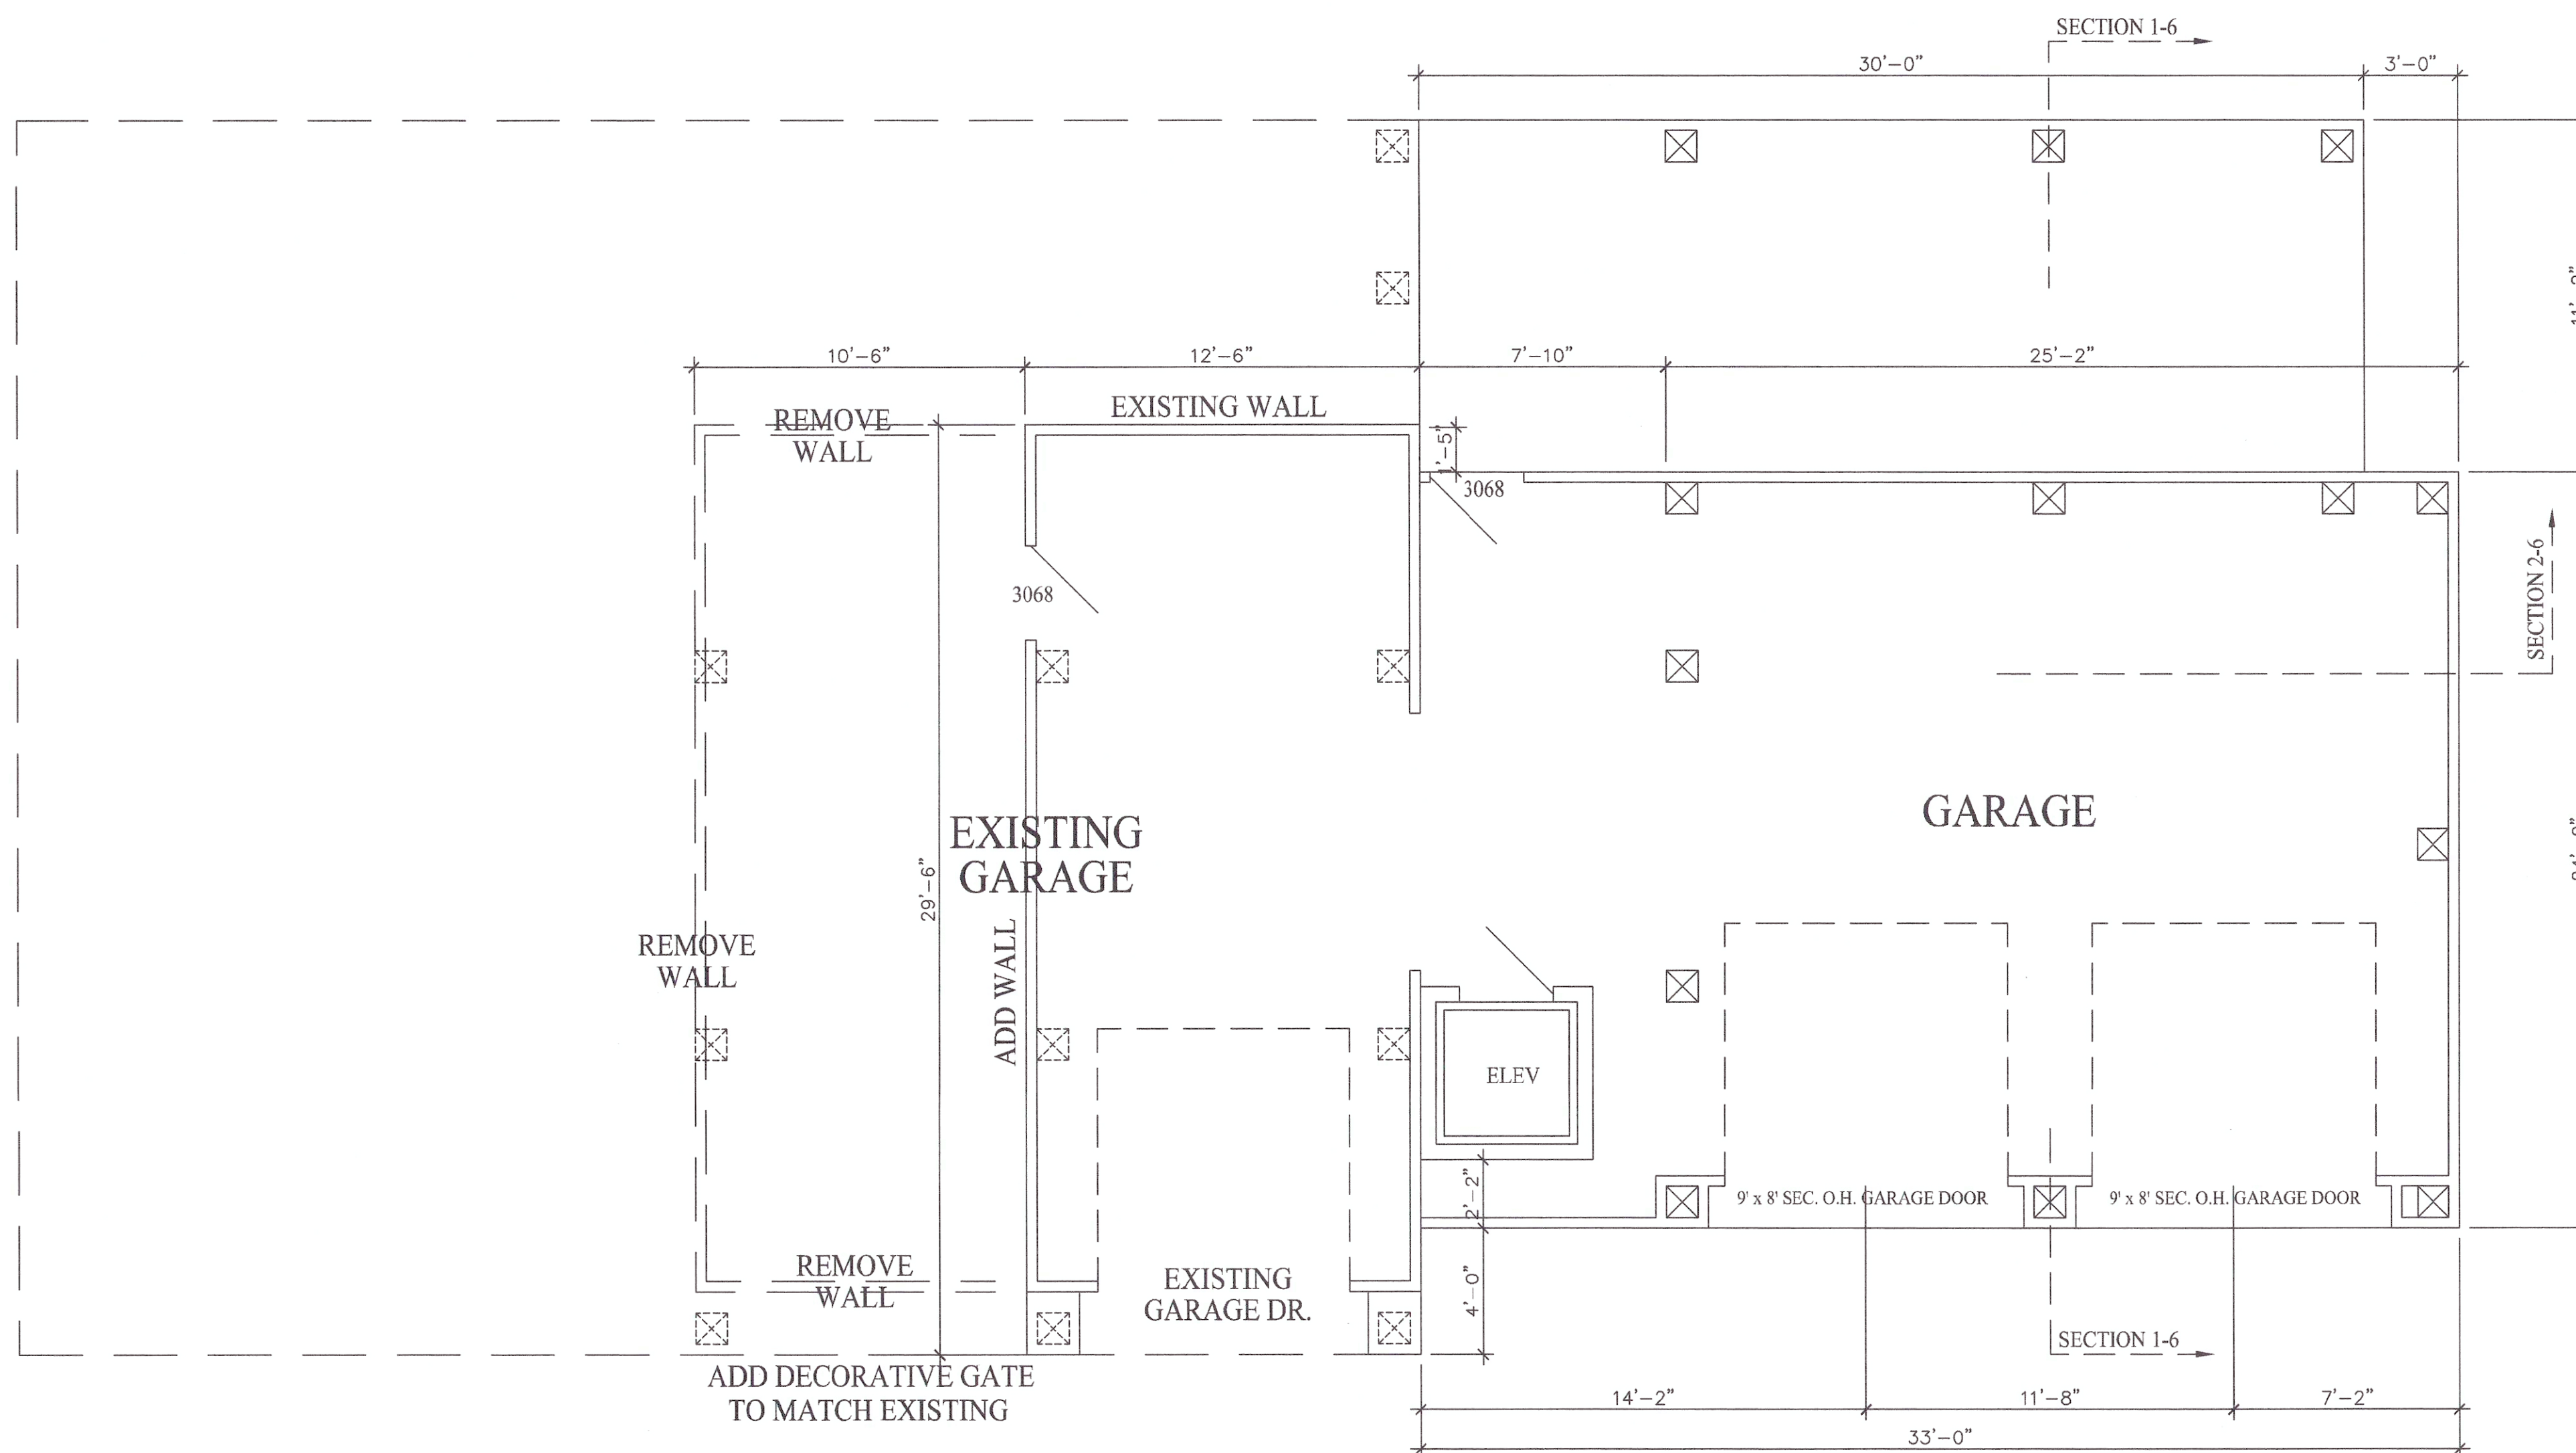 SECTION 1-6
30'-0"
3'-0"
10'-6"
12'-6"
7'-10"
25'-2"
REMOVE
WALL
EXISTING WALL
1'-5"
3068
3068
SECTION 2-6
EXISTING
GARAGE
GARAGE
29'-6"
REMOVE
WALL
ADD WALL
ELEV
2'-2"
9' x 8' SEC. O.H. GARAGE DOOR
9' x 8' SEC. O.H. GARAGE DOOR
REMOVE
WALL
EXISTING
GARAGE DR.
4'-0"
SECTION 1-6
ADD DECORATIVE GATE
TO MATCH EXISTING
14'-2"
11'-8"
7'-2"
33'-0"